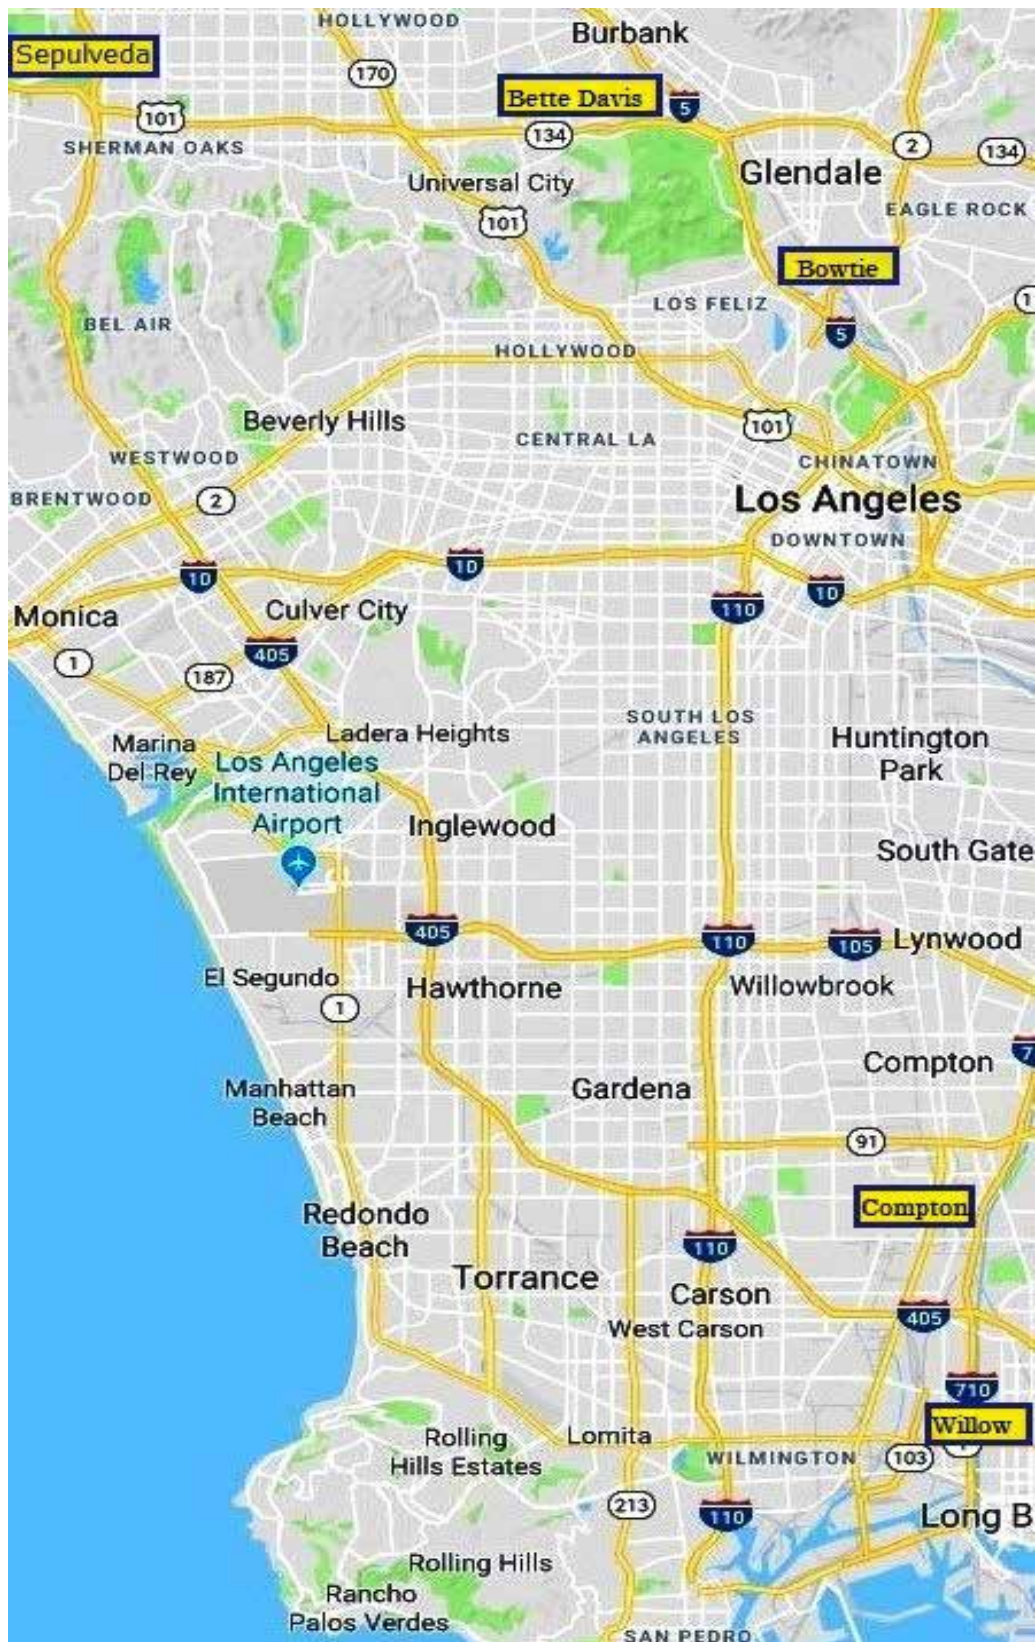 HOLLYWOOD
Burbank
Sepulveda
170
Bette Davis
5
101
134
2
134
SHERMAN OAKS
Universal City
Glendale
EAGLE ROCK
101
Bowtie
LOS FELIZ
BEL AIR
5
HOLLYWOOD
Beverly Hills
101
CENTRAL LA
WESTWOOD
CHINATOWN
BRENTWOOD
2
Los Angeles
DOWNTOWN
10
10
10
Monica
Culver City
110
405
1
187
SOUTH LOS
ANGELES
Ladera Heights
Huntington
Park
Marina
Del Rey
Los Angeles
International
Airport
Inglewood
South Gate
405
110
105
Lynwood
El Segundo
Hawthorne
Willowbrook
1
7
Compton
Manhattan
Beach
Gardena
91
Compton
Redondo
Beach
110
Torrance
Carson
405
West Carson
710
Willow
Rolling
Hills Estates
Lomita
WILMINGTON
103
213
110
Long B
Rolling Hills
Rancho
Palos Verdes
SAN PEDRO